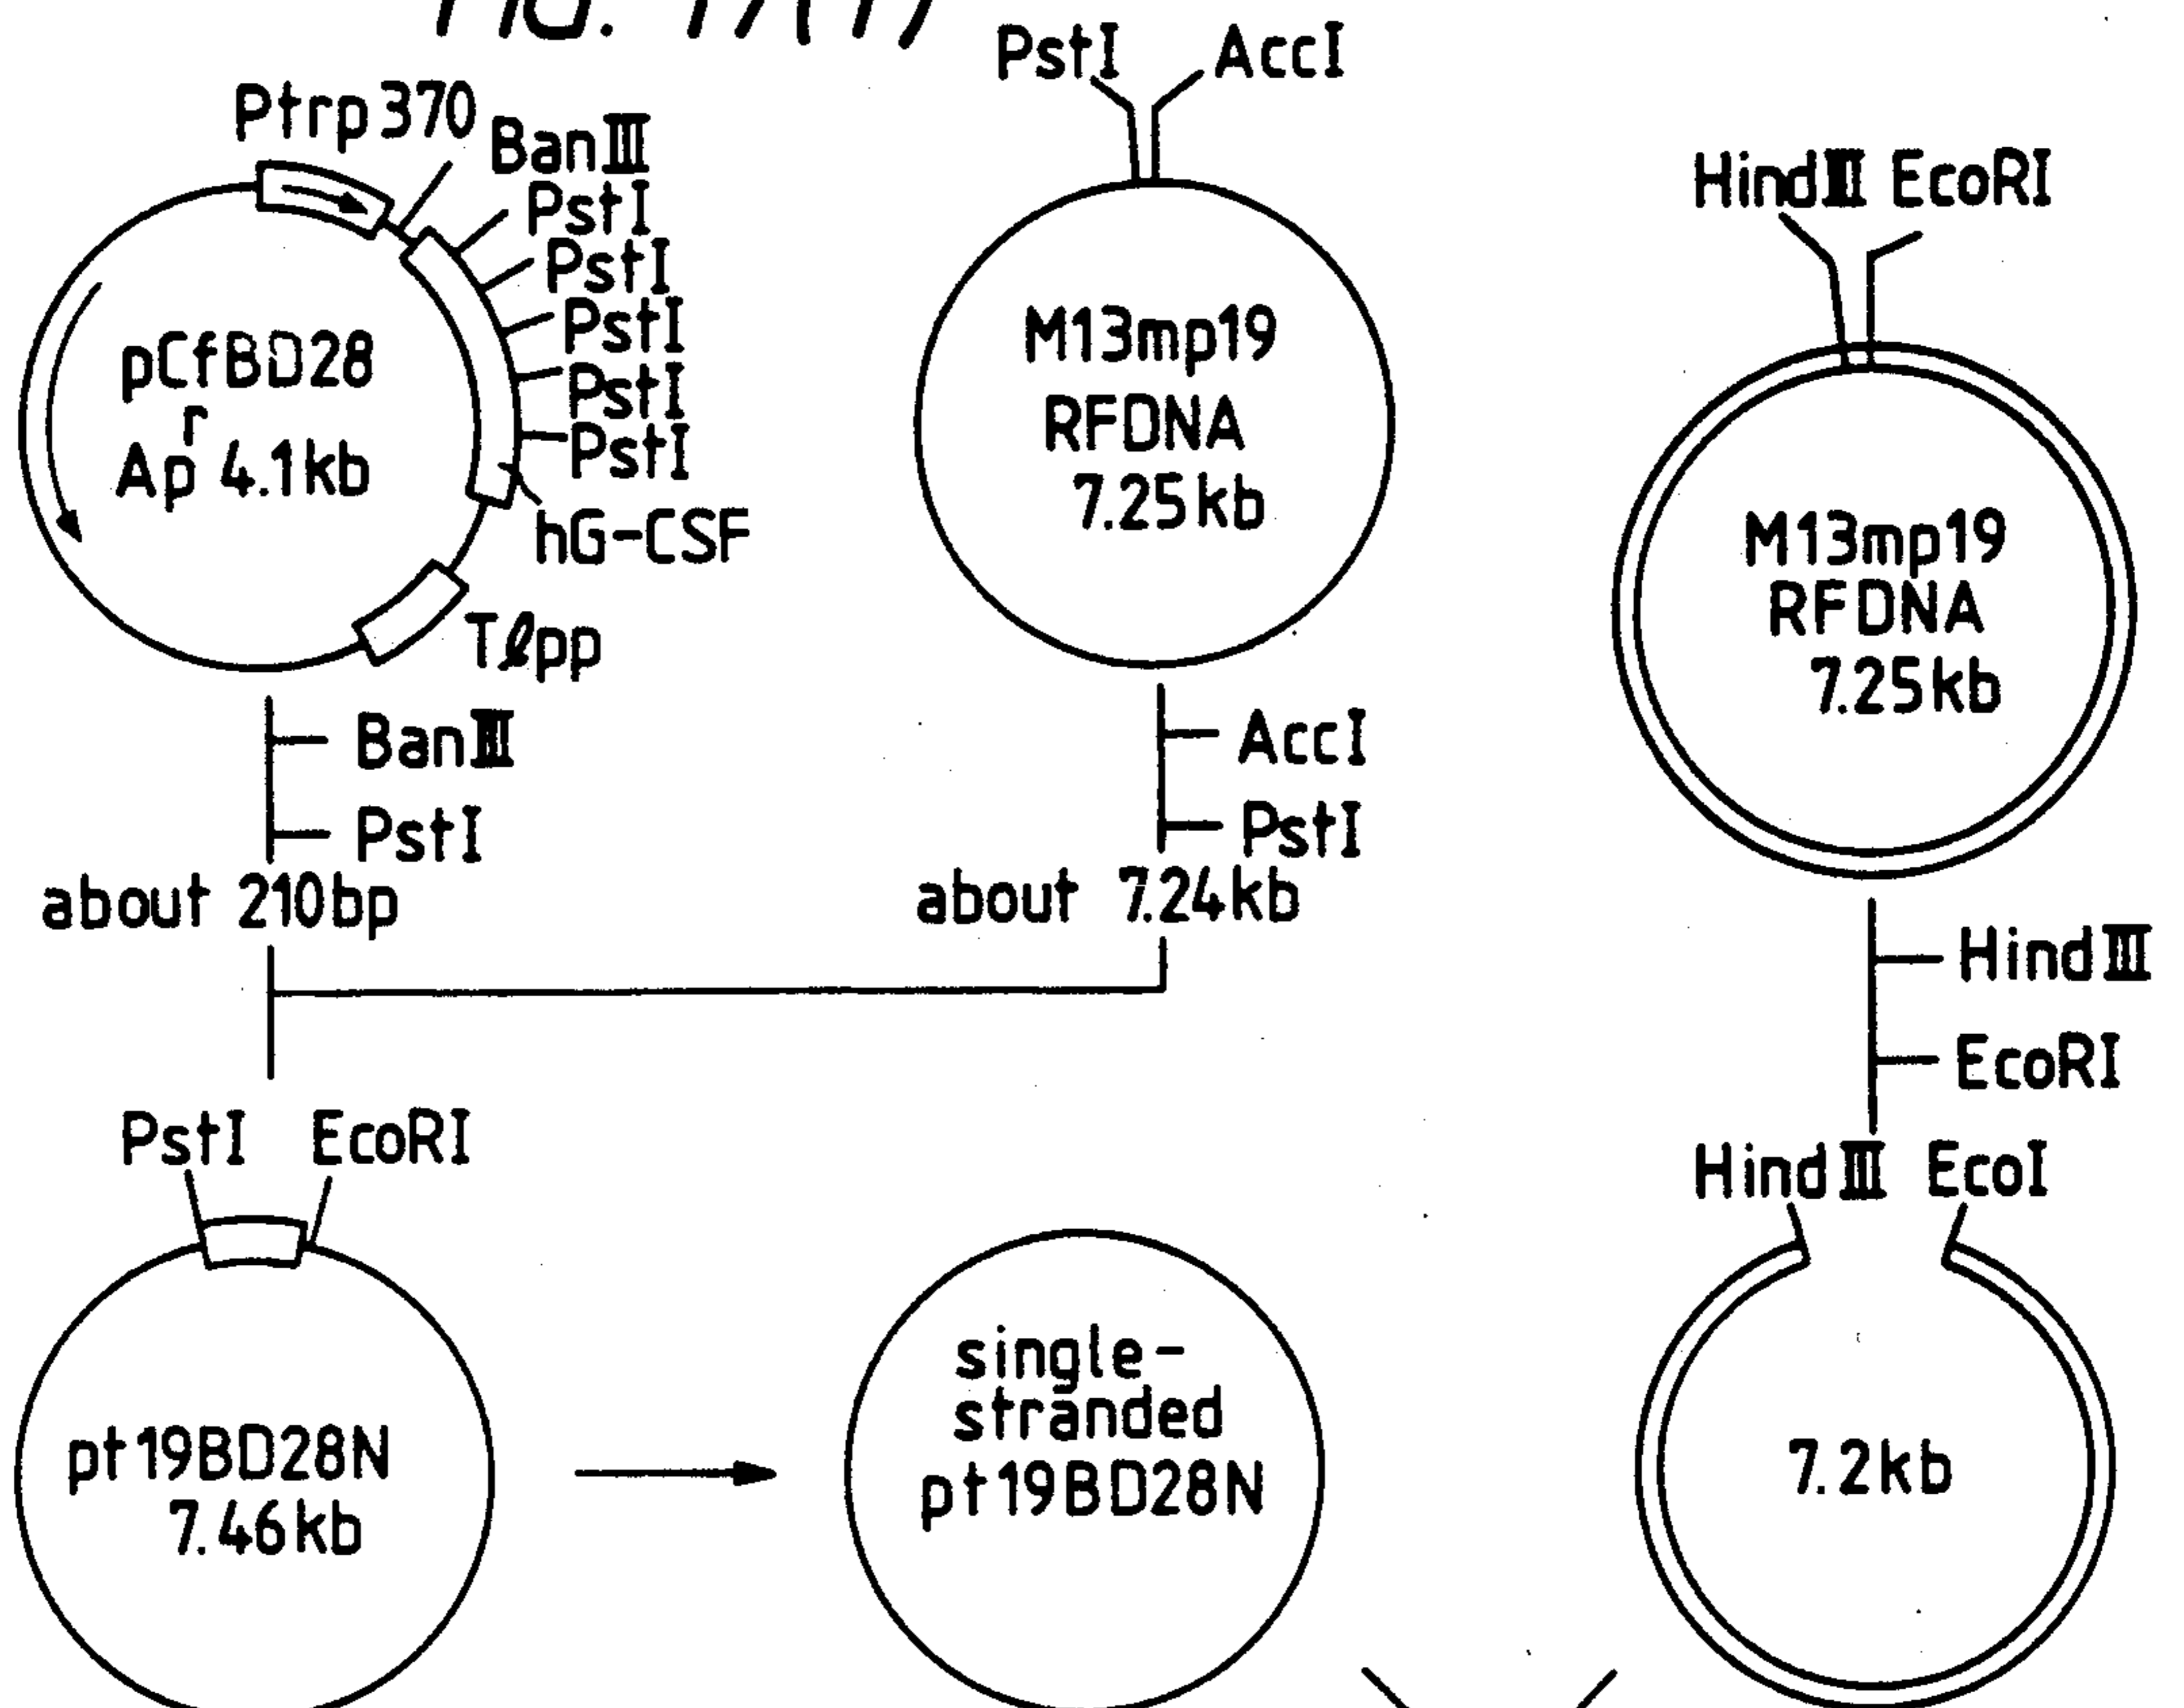 PstI AccI
Ptrp370
BanIII
PstI
PstI
PstI
PstI
PstI
hG-CSF
Tlpp
pCfBD28
r
Ap 4.1kb
M13mp19
RFDNA
7.25kb
HindIII EcoRI
M13mp19
RFDNA
7.25kb
BanIII
PstI
about 210bp
AccI
PstI
about 7.24kb
HindIII
EcoRI
PstI EcoRI
pt19BD28N
7.46kb
single-
stranded
pt19BD28N
HindIII EcoI
7.2kb